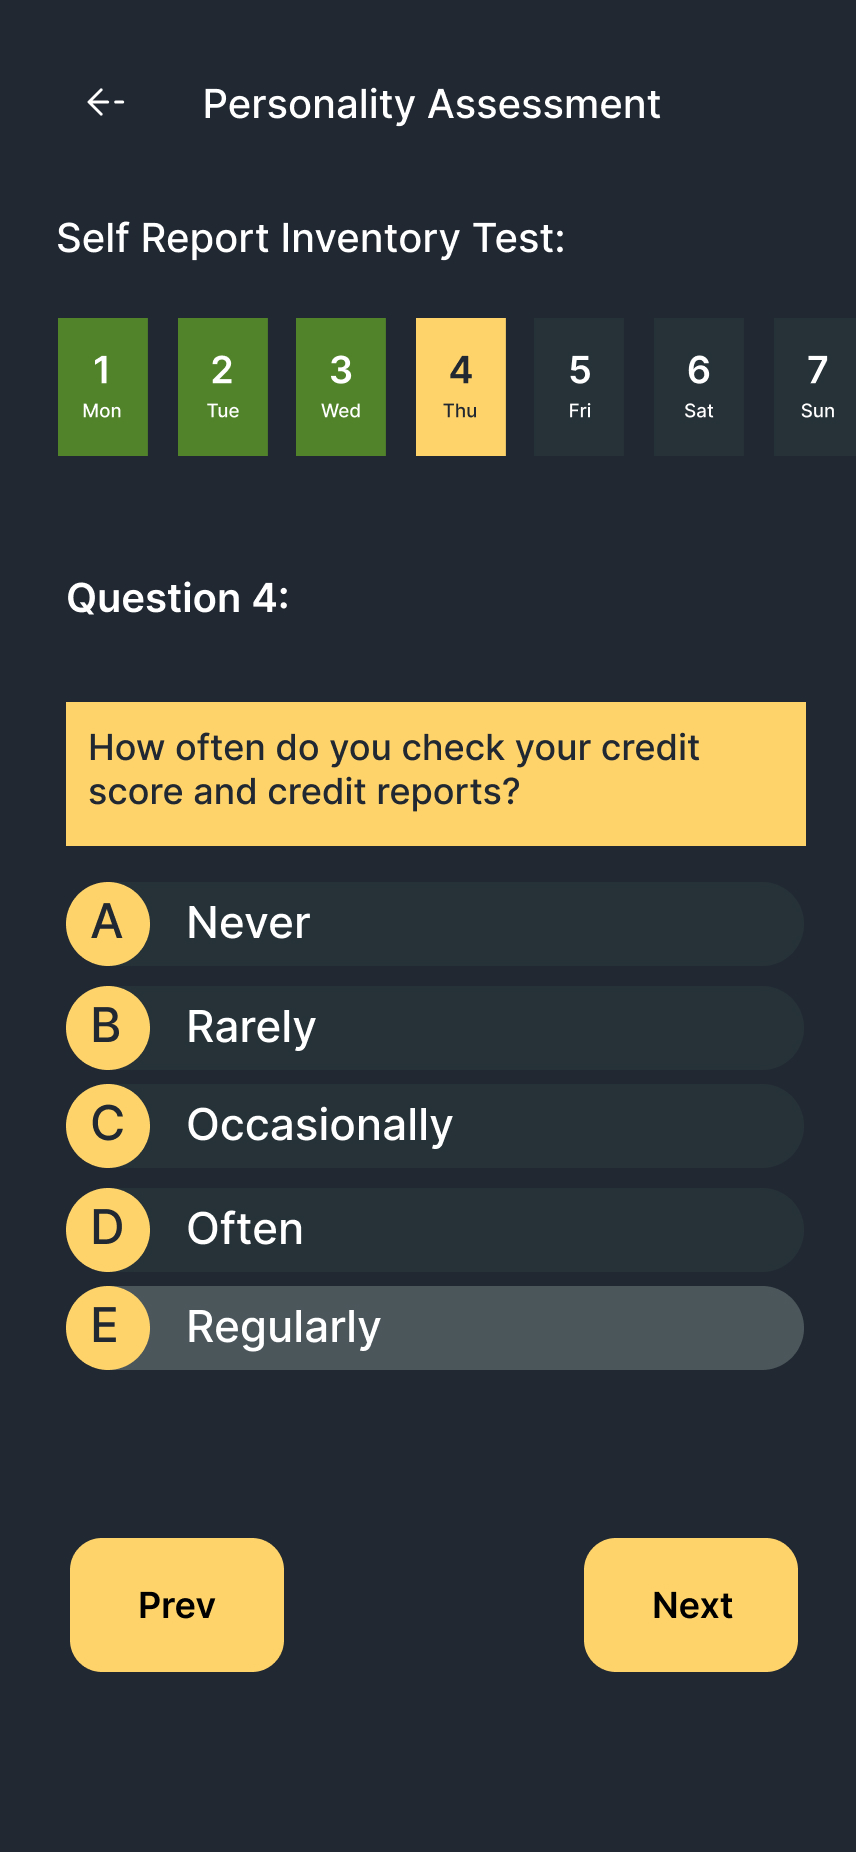 Personality Assessment
Self Report Inventory Test:
1 2 3 4 5 6 7
Mon Tue Wed Thu Fri Sat Sun
Question 4:
How often do you check your credit
score and credit reports?
A Never
B Rarely
C Occasionally
D Often
E Regularly
Prev Next